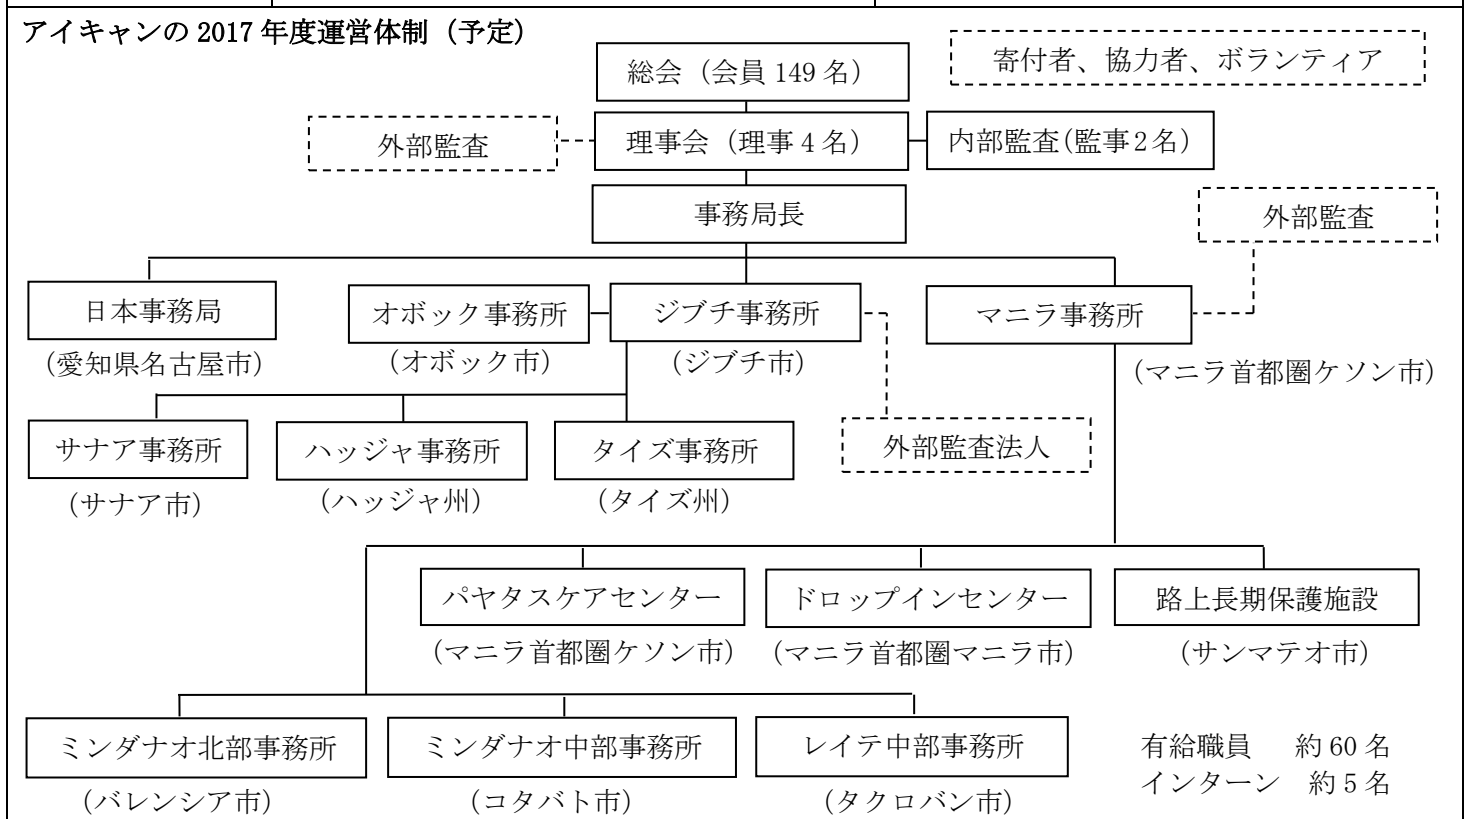 アイキャンの 2017 年度運営体制（予定）
総会（会員 149 名）
寄付者、協力者、ボランティア
外部監査
理事会（理事 4 名）
内部監査(監事 2 名)
事務局長
外部監査
日本事務局
(愛知県名古屋市)
オボック事務所
(オボック市)
ジブチ事務所
(ジブチ市)
マニラ事務所
(マニラ首都圏ケソン市)
サナア事務所
(サナア市)
ハッジャ事務所
(ハッジャ州)
タイズ事務所
(タイズ州)
外部監査法人
パヤタスケアセンター
(マニラ首都圏ケソン市)
ドロップインセンター
(マニラ首都圏マニラ市)
路上長期保護施設
(サンマテオ市)
ミンダナオ北部事務所
(バレンシア市)
ミンダナオ中部事務所
(コタバト市)
レイテ中部事務所
(タクロバン市)
有給職員　約 60 名
インターン　約 5 名